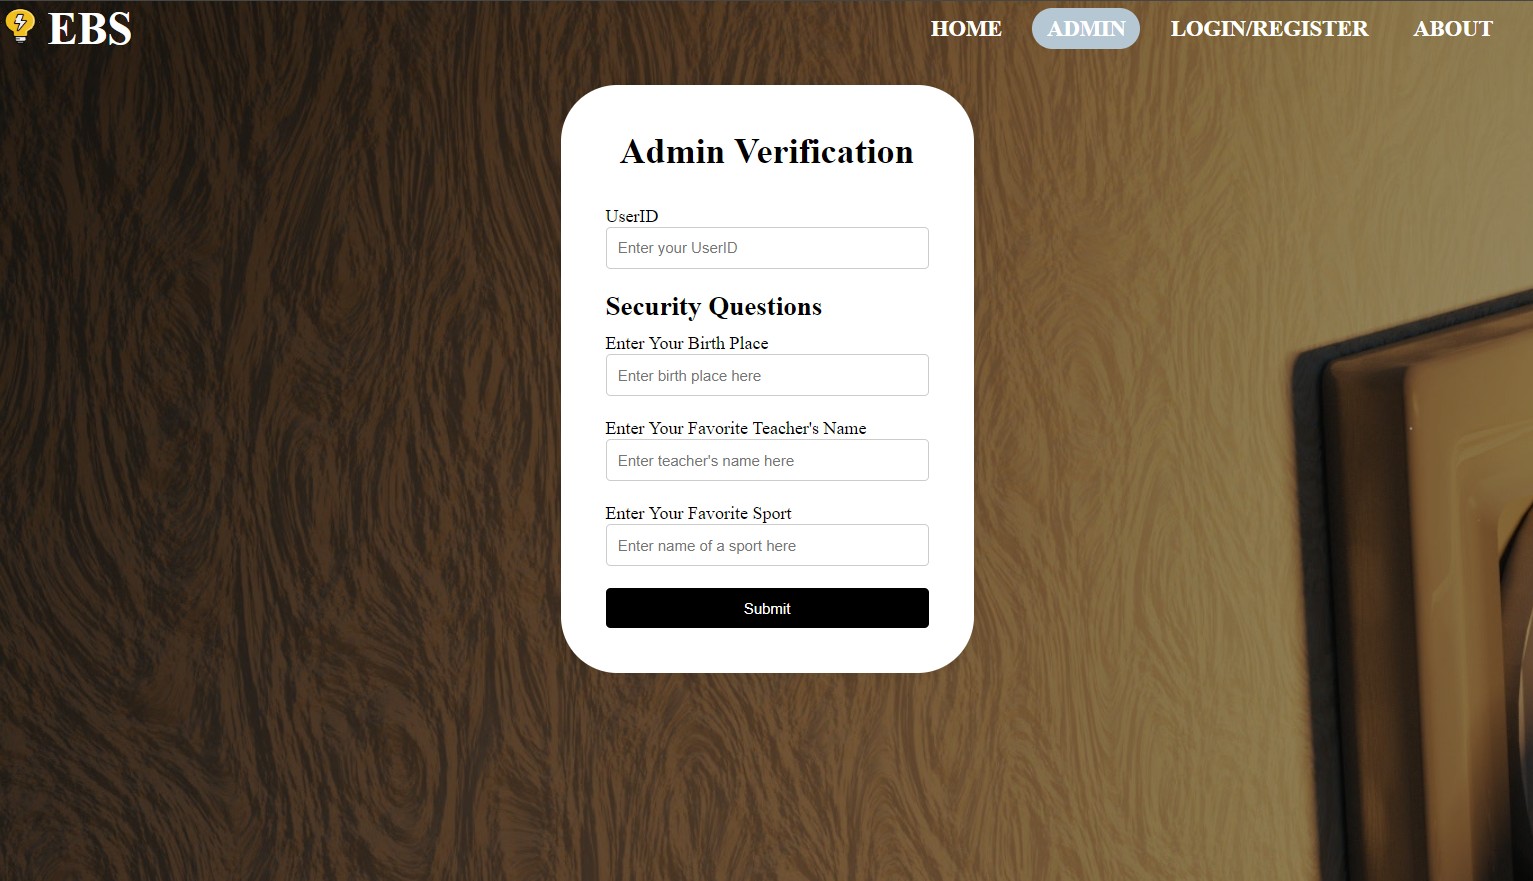 EBS
HOME
ADMIN
LOGIN/REGISTER
ABOUT
Admin Verification
UserID
Enter your UserID
Security Questions
Enter Your Birth Place
Enter birth place here
Enter Your Favorite Teacher's Name
Enter teacher's name here
Enter Your Favorite Sport
Enter name of a sport here
Submit